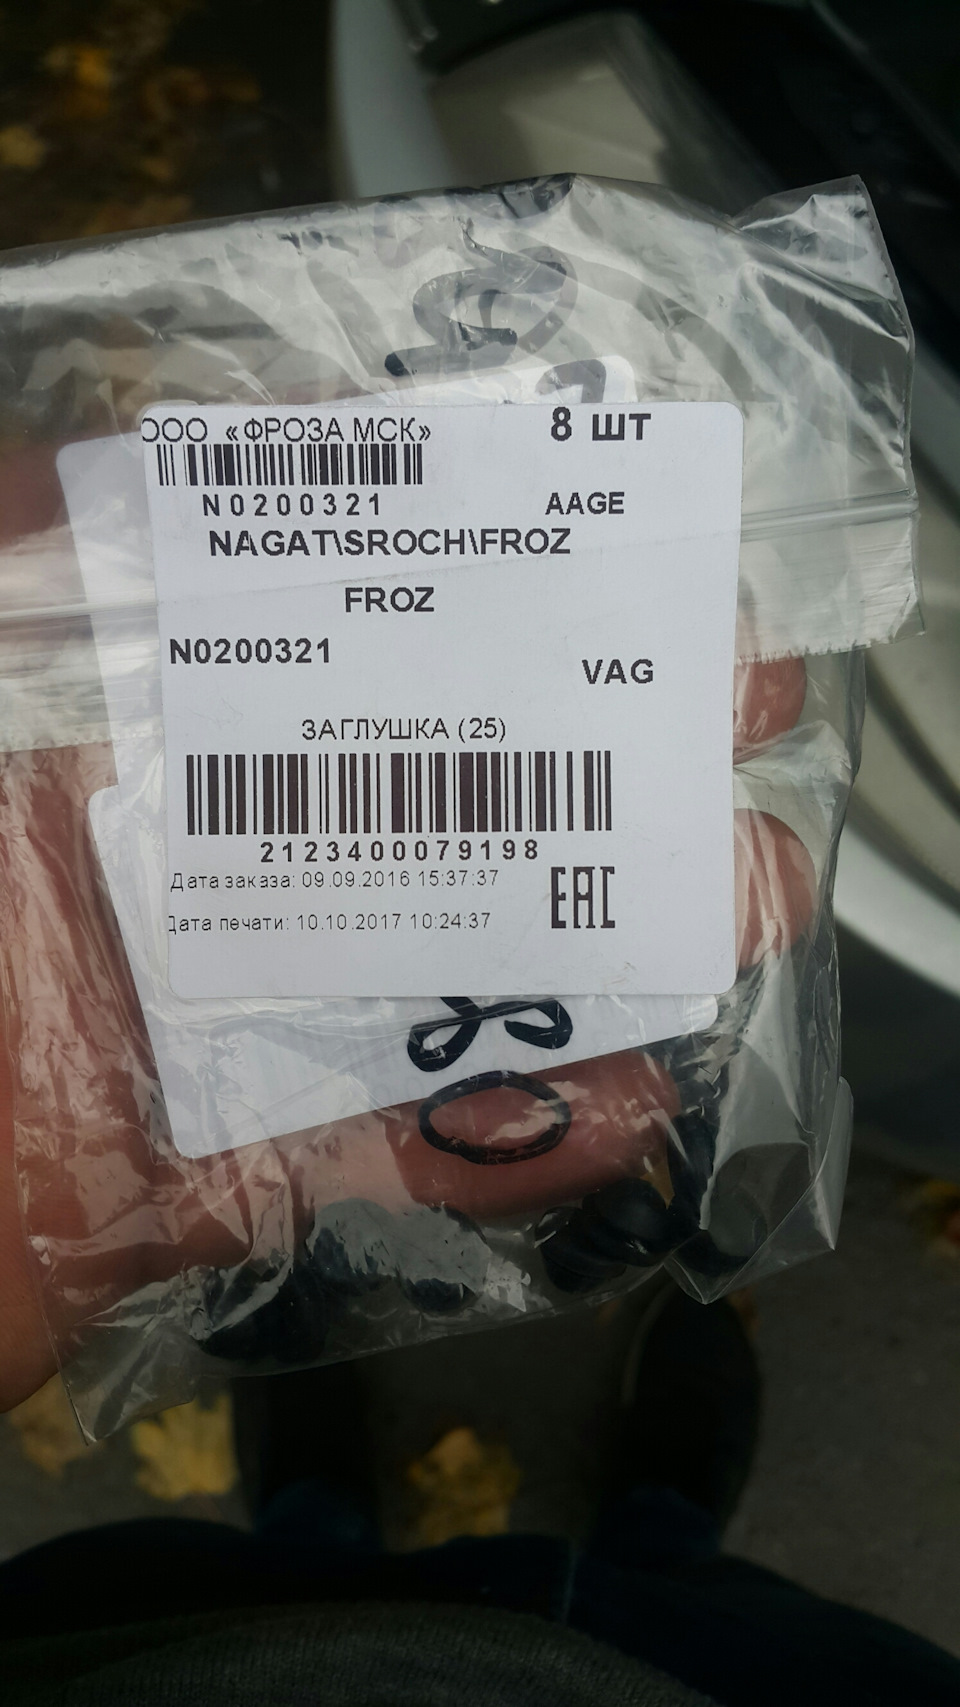 ООО «ФРОЗА МСК»
8 ШТ
N0200321
AAGE
NAGAT\SROCH\FROZ
FROZ
N0200321
VAG
ЗАГЛУШКА (25)
2123400079198
Дата заказа: 09.09.2016 15:37:37
Дата печати: 10.10.2017 10:24:37
EAC